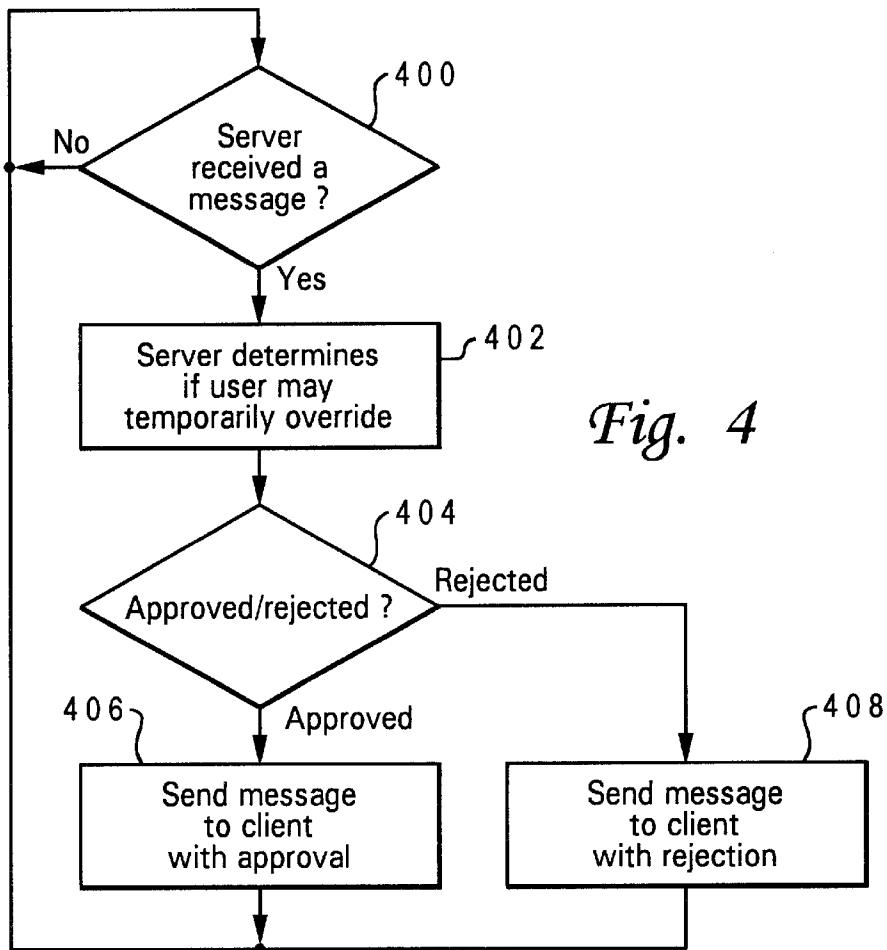 400
Server
received a
message ?
No
Yes
402
Server determines
if user may
temporarily override
Fig. 4
404
Approved/rejected ?
Rejected
Approved
406
Send message
to client
with approval
408
Send message
to client
with rejection